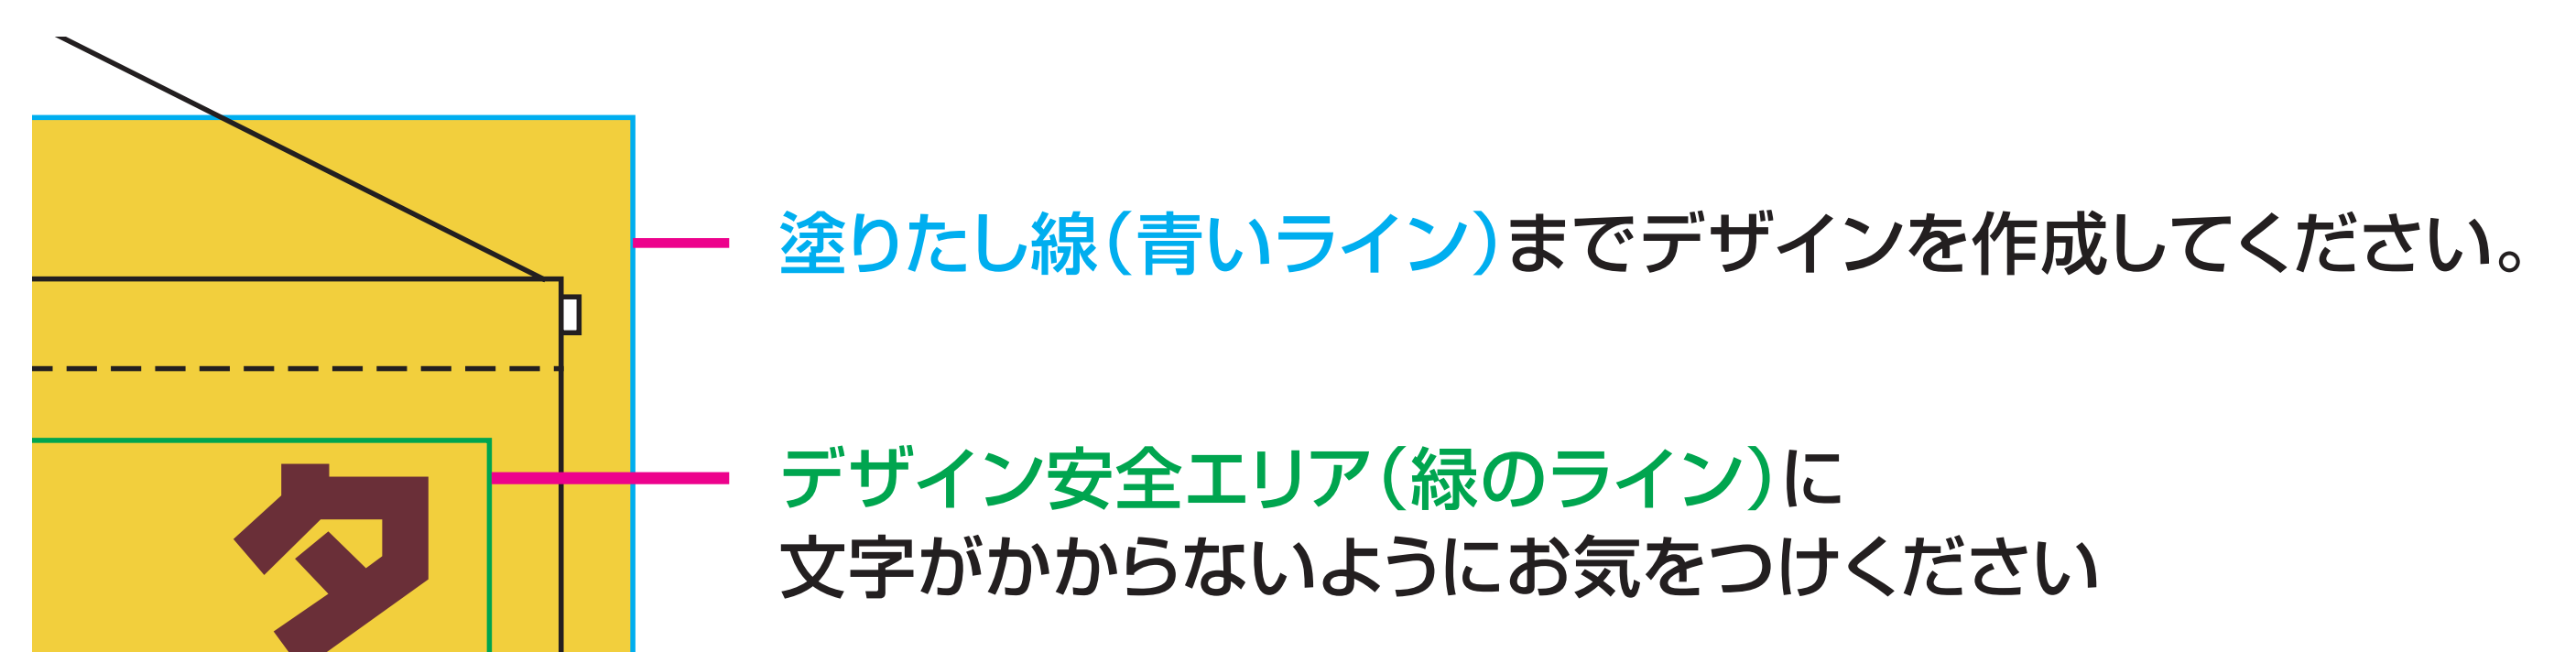 塗りたし線（青いライン）までデザインを作成してください。
デザイン安全エリア（緑のライン）に
文字がかからないようにお気をつけください
タ